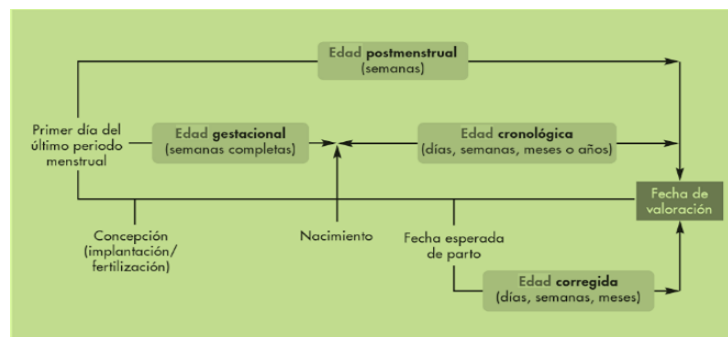 Edad postmenstrual
(semanas)
Primer día del
último periodo
menstrual
Edad gestacional
(semanas completas)
Edad cronológica
(días, semanas, meses o años)
Fecha de
valoración
Concepción
(implantación/
fertilización)
Nacimiento
Fecha esperada
de parto
Edad corregida
(días, semanas, meses)